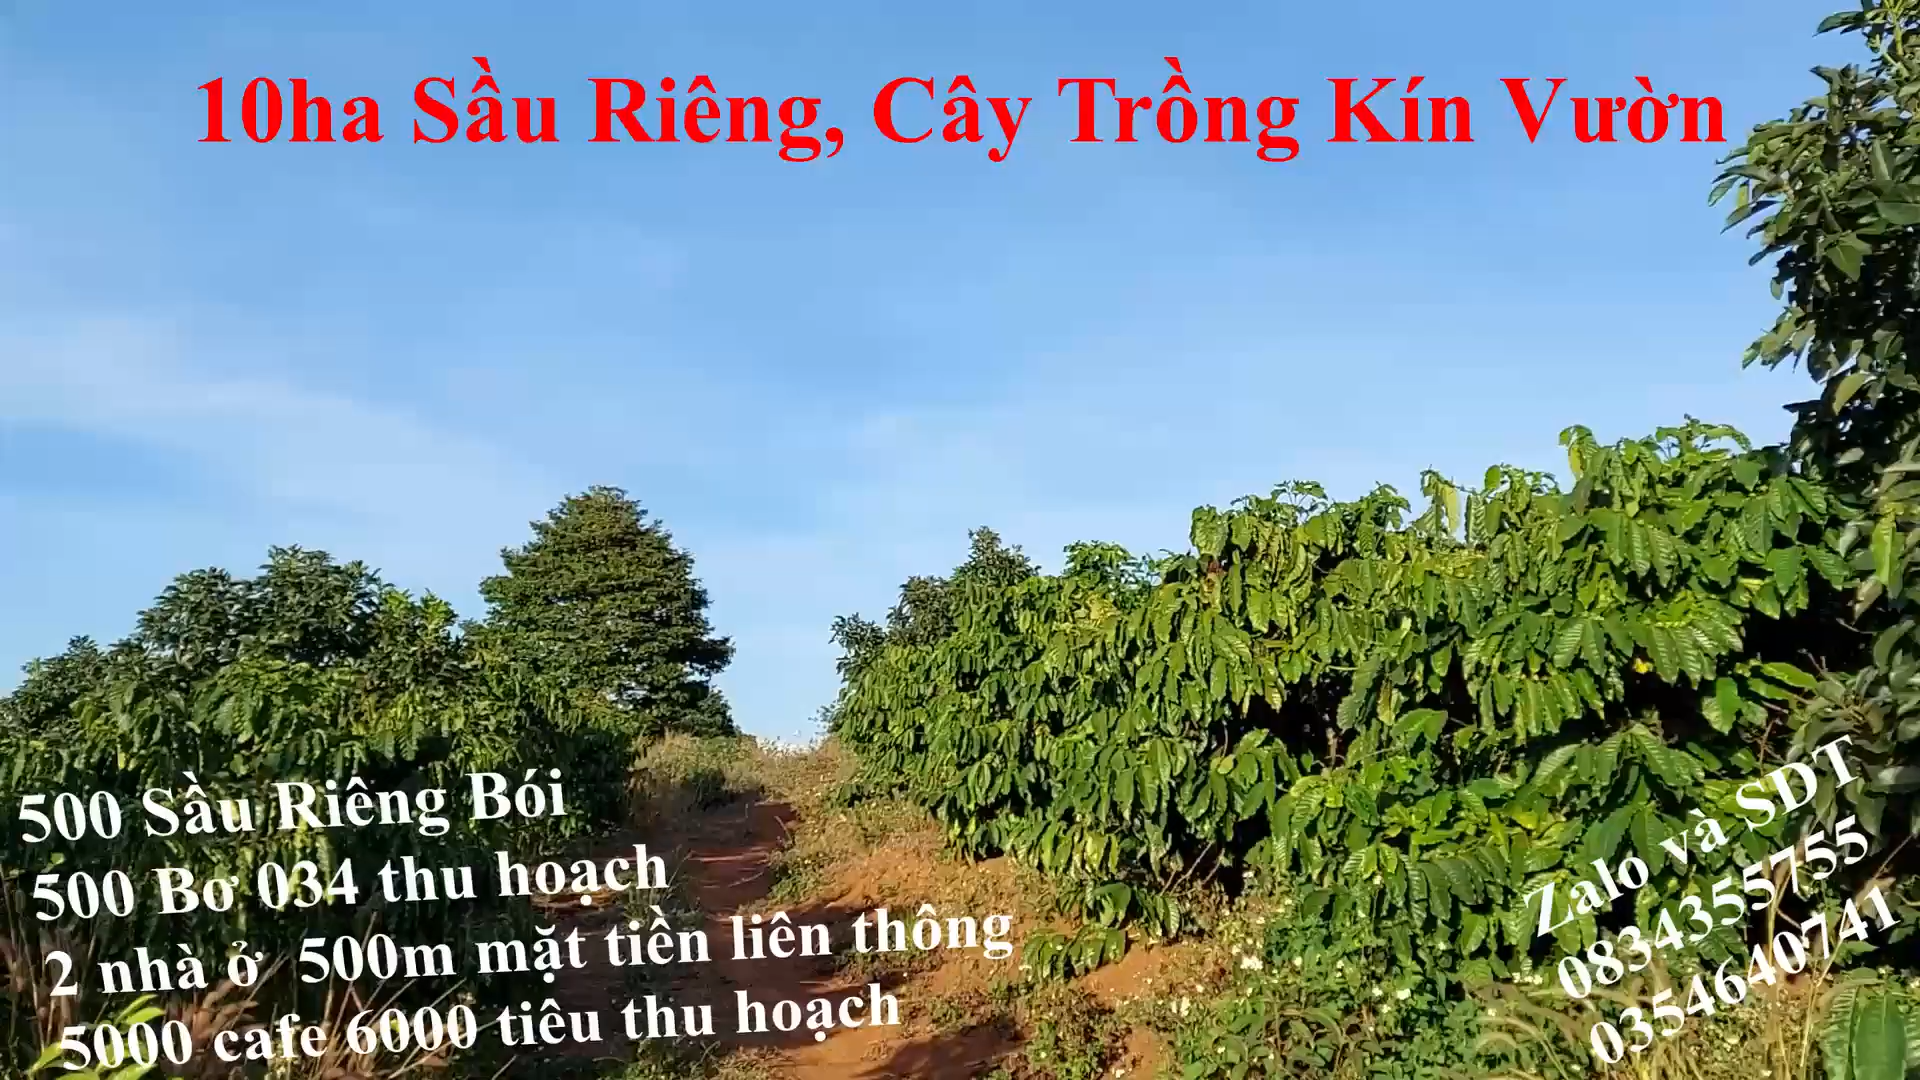 10ha Sầu Riêng, Cây Trồng Kín Vườn
500 Sầu Riêng Bói
500 Bơ 034 thu hoạch
2 nhà ở 500m mặt tiền liên thông
5000 cafe 6000 tiêu thu hoạch
Zalo và SDT
0834355755
0354640741